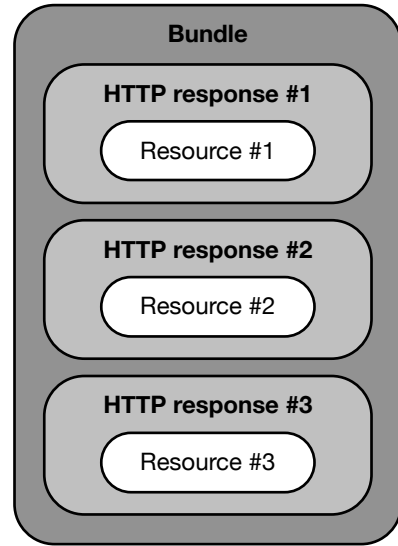 Bundle
HTTP response #1
Resource #1
HTTP response #2
Resource #2
HTTP response #3
Resource #3